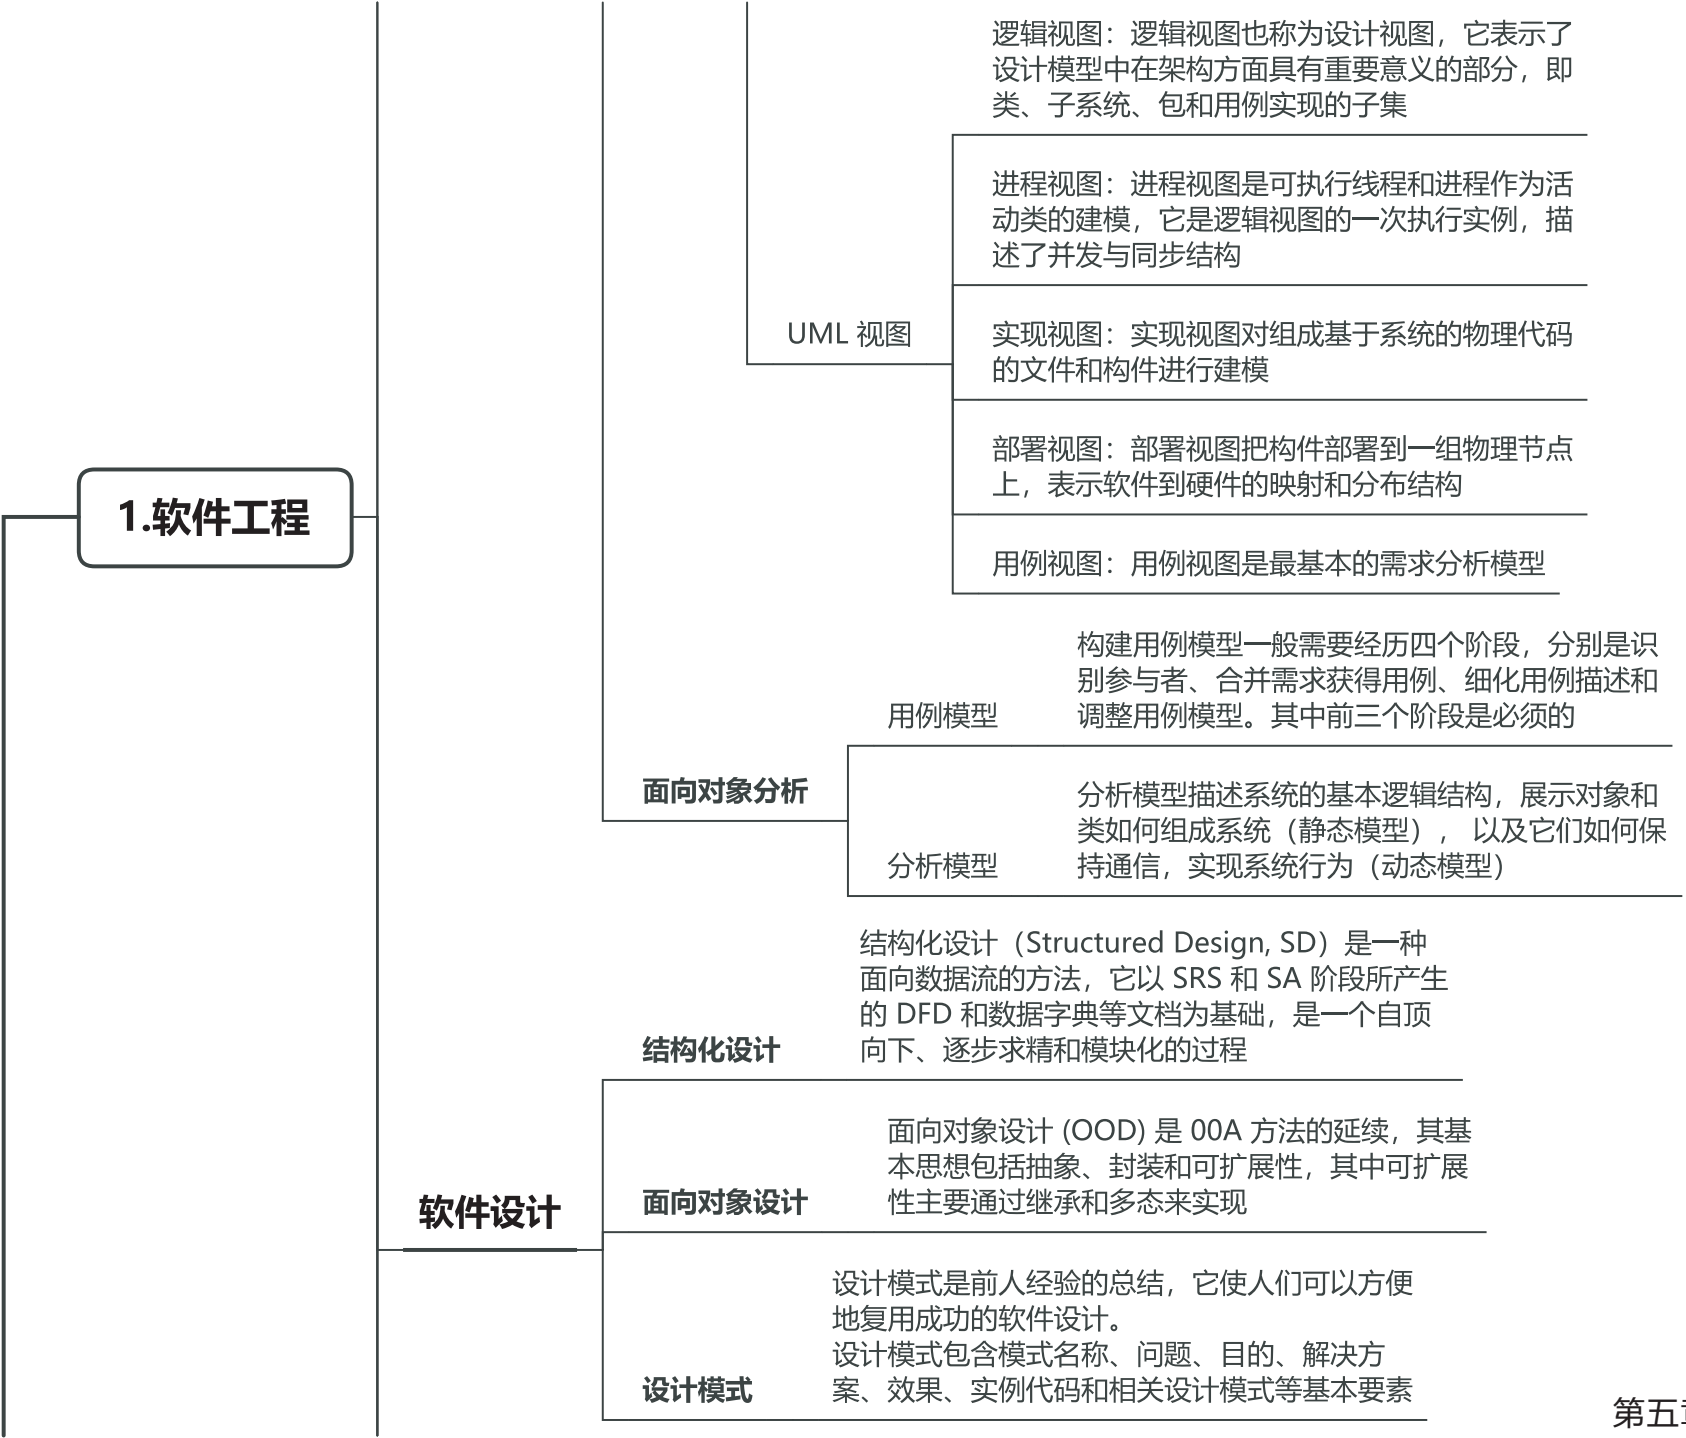 逻辑视图：逻辑视图也称为设计视图，它表示了
设计模型中在架构方面具有重要意义的部分，即
类、子系统、包和用例实现的子集
进程视图：进程视图是可执行线程和进程作为活
动类的建模，它是逻辑视图的一次执行实例，描
述了并发与同步结构
UML 视图
实现视图：实现视图对组成基于系统的物理代码
的文件和构件进行建模
部署视图：部署视图把构件部署到一组物理节点
上，表示软件到硬件的映射和分布结构
1.软件工程
用例视图：用例视图是最基本的需求分析模型
用例模型
构建用例模型一般需要经历四个阶段，分别是识
别参与者、合并需求获得用例、细化用例描述和
调整用例模型。其中前三个阶段是必须的
面向对象分析
分析模型
分析模型描述系统的基本逻辑结构，展示对象和
类如何组成系统（静态模型）， 以及它们如何保
持通信，实现系统行为（动态模型）
结构化设计
结构化设计（Structured Design, SD）是一种
面向数据流的方法，它以 SRS 和 SA 阶段所产生
的 DFD 和数据字典等文档为基础，是一个自顶
向下、逐步求精和模块化的过程
软件设计
面向对象设计
面向对象设计 (OOD) 是 00A 方法的延续，其基
本思想包括抽象、封装和可扩展性，其中可扩展
性主要通过继承和多态来实现
设计模式
设计模式是前人经验的总结，它使人们可以方便
地复用成功的软件设计。
设计模式包含模式名称、问题、目的、解决方
案、效果、实例代码和相关设计模式等基本要素
第五